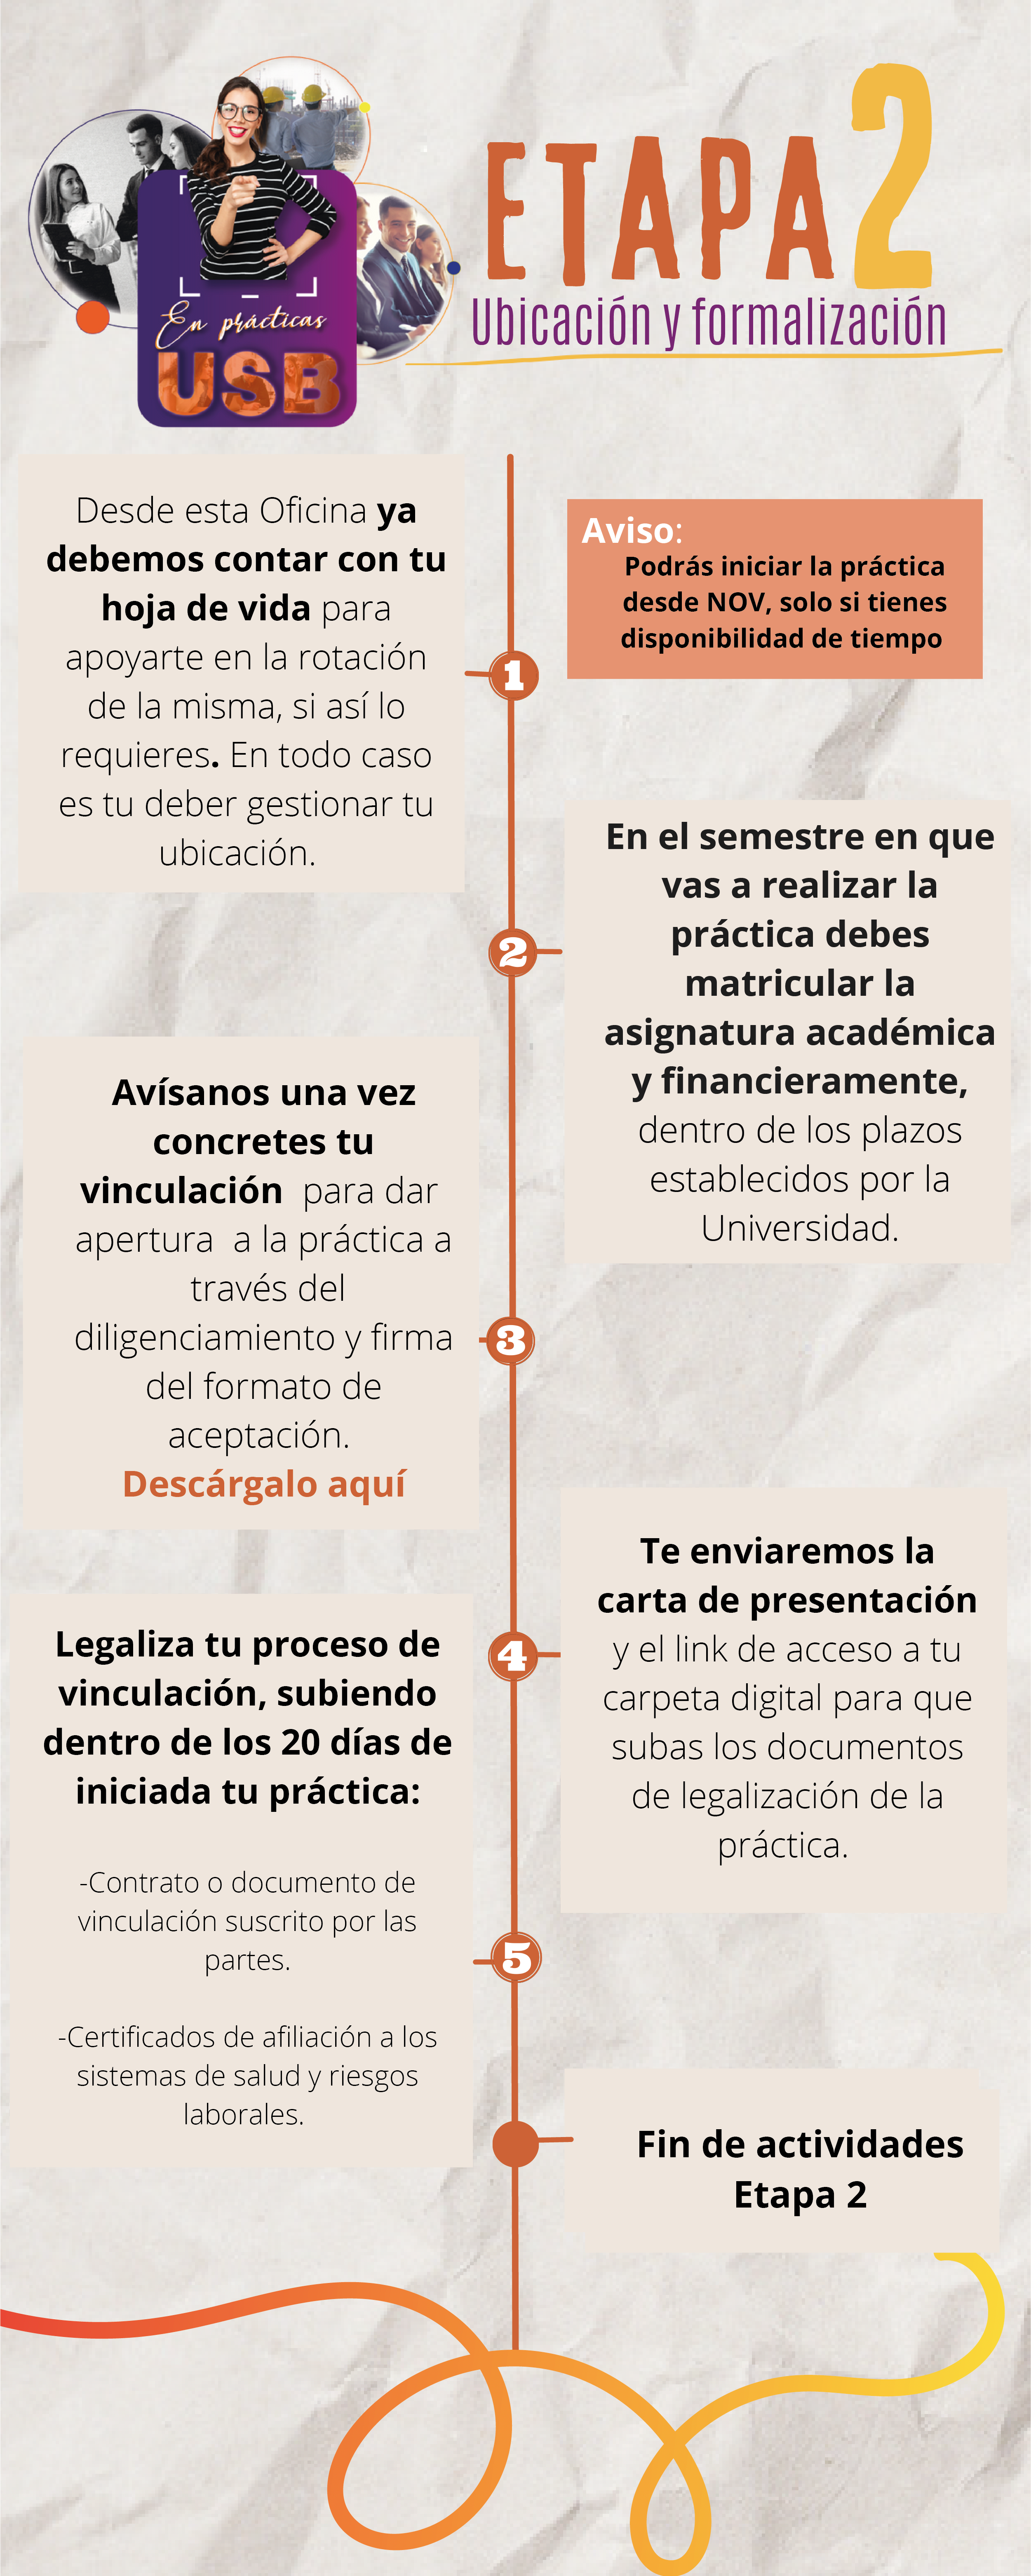 ETAPA 2
Ubicación y formalización
En prácticas
USB
Desde esta Oficina ya
debemos contar con tu
hoja de vida para
apoyarte en la rotación
de la misma, si así lo
requieres. En todo caso
es tu deber gestionar tu
ubicación.
Aviso:
Podrás iniciar la práctica
desde NOV, solo si tienes
disponibilidad de tiempo
1
En el semestre en que
vas a realizar la
práctica debes
matricular la
asignatura académica
y financieramente,
dentro de los plazos
establecidos por la
Universidad.
2
Avísanos una vez
concretes tu
vinculación para dar
apertura a la práctica a
través del
diligenciamiento y firma
del formato de
aceptación.
Descárgalo aquí
3
Te enviaremos la
carta de presentación
y el link de acceso a tu
carpeta digital para que
subas los documentos
de legalización de la
práctica.
4
Legaliza tu proceso de
vinculación, subiendo
dentro de los 20 días de
iniciada tu práctica:
-Contrato o documento de
vinculación suscrito por las
partes.
-Certificados de afiliación a los
sistemas de salud y riesgos
laborales.
5
Fin de actividades
Etapa 2